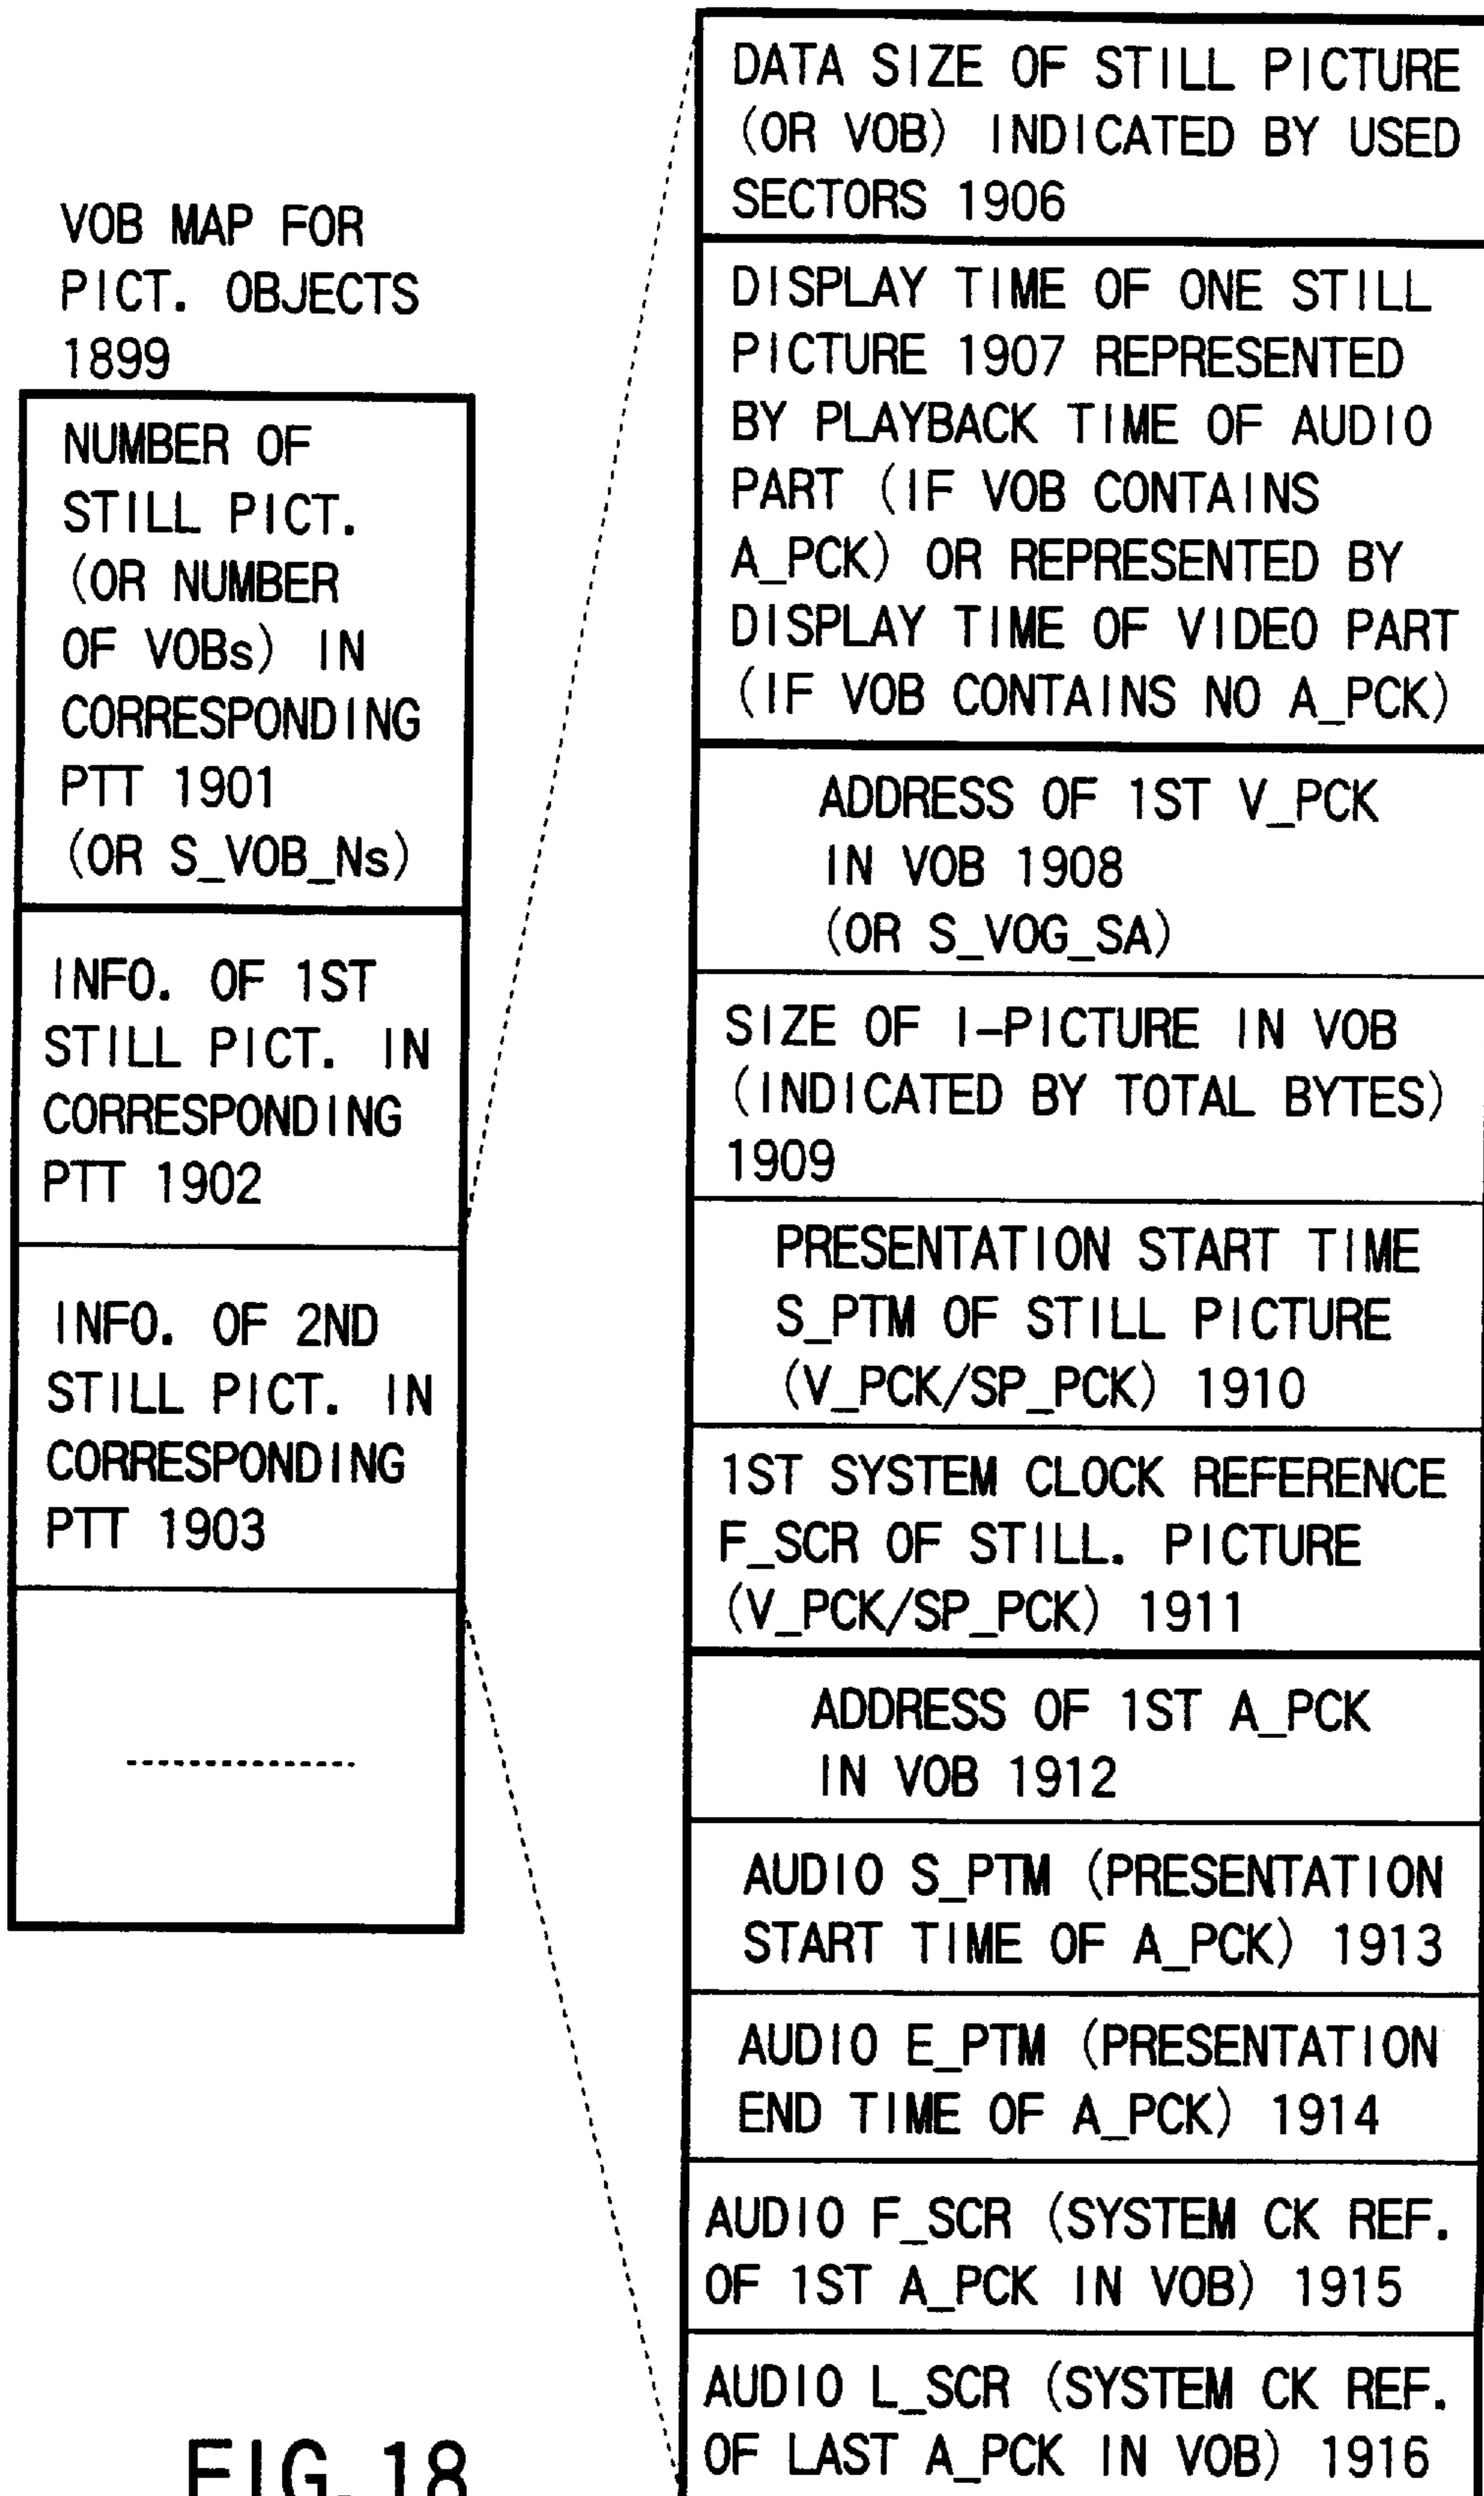 VOB MAP FOR
PICT. OBJECTS
1899
NUMBER OF
STILL PICT.
(OR NUMBER
OF VOBs) IN
CORRESPONDING
PTT 1901
(OR S_VOB_Ns)
INFO. OF 1ST
STILL PICT. IN
CORRESPONDING
PTT 1902
INFO. OF 2ND
STILL PICT. IN
CORRESPONDING
PTT 1903
DATA SIZE OF STILL PICTURE
(OR VOB) INDICATED BY USED
SECTORS 1906
DISPLAY TIME OF ONE STILL
PICTURE 1907 REPRESENTED
BY PLAYBACK TIME OF AUDIO
PART (IF VOB CONTAINS
A_PCK) OR REPRESENTED BY
DISPLAY TIME OF VIDEO PART
(IF VOB CONTAINS NO A_PCK)
ADDRESS OF 1ST V_PCK
IN VOB 1908
(OR S_VOG_SA)
SIZE OF I-PICTURE IN VOB
(INDICATED BY TOTAL BYTES)
1909
PRESENTATION START TIME
S_PTM OF STILL PICTURE
(V_PCK/SP_PCK) 1910
1ST SYSTEM CLOCK REFERENCE
F_SCR OF STILL. PICTURE
(V_PCK/SP_PCK) 1911
ADDRESS OF 1ST A_PCK
IN VOB 1912
AUDIO S_PTM (PRESENTATION
START TIME OF A_PCK) 1913
AUDIO E_PTM (PRESENTATION
END TIME OF A_PCK) 1914
AUDIO F_SCR (SYSTEM CK REF.
OF 1ST A_PCK IN VOB) 1915
AUDIO L_SCR (SYSTEM CK REF.
OF LAST A_PCK IN VOB) 1916
FIG. 18